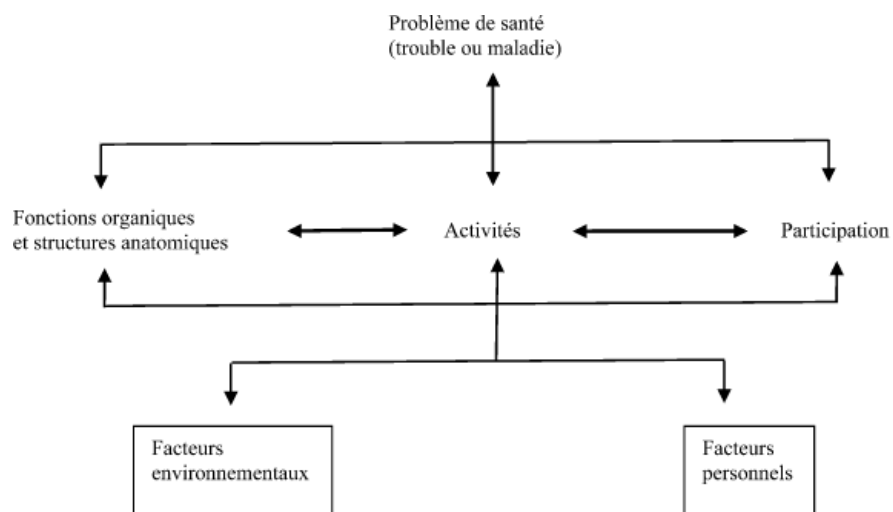 Problème de santé
(trouble ou maladie)
Fonctions organiques
et structures anatomiques
Activités
Participation
Facteurs
environnementaux
Facteurs
personnels